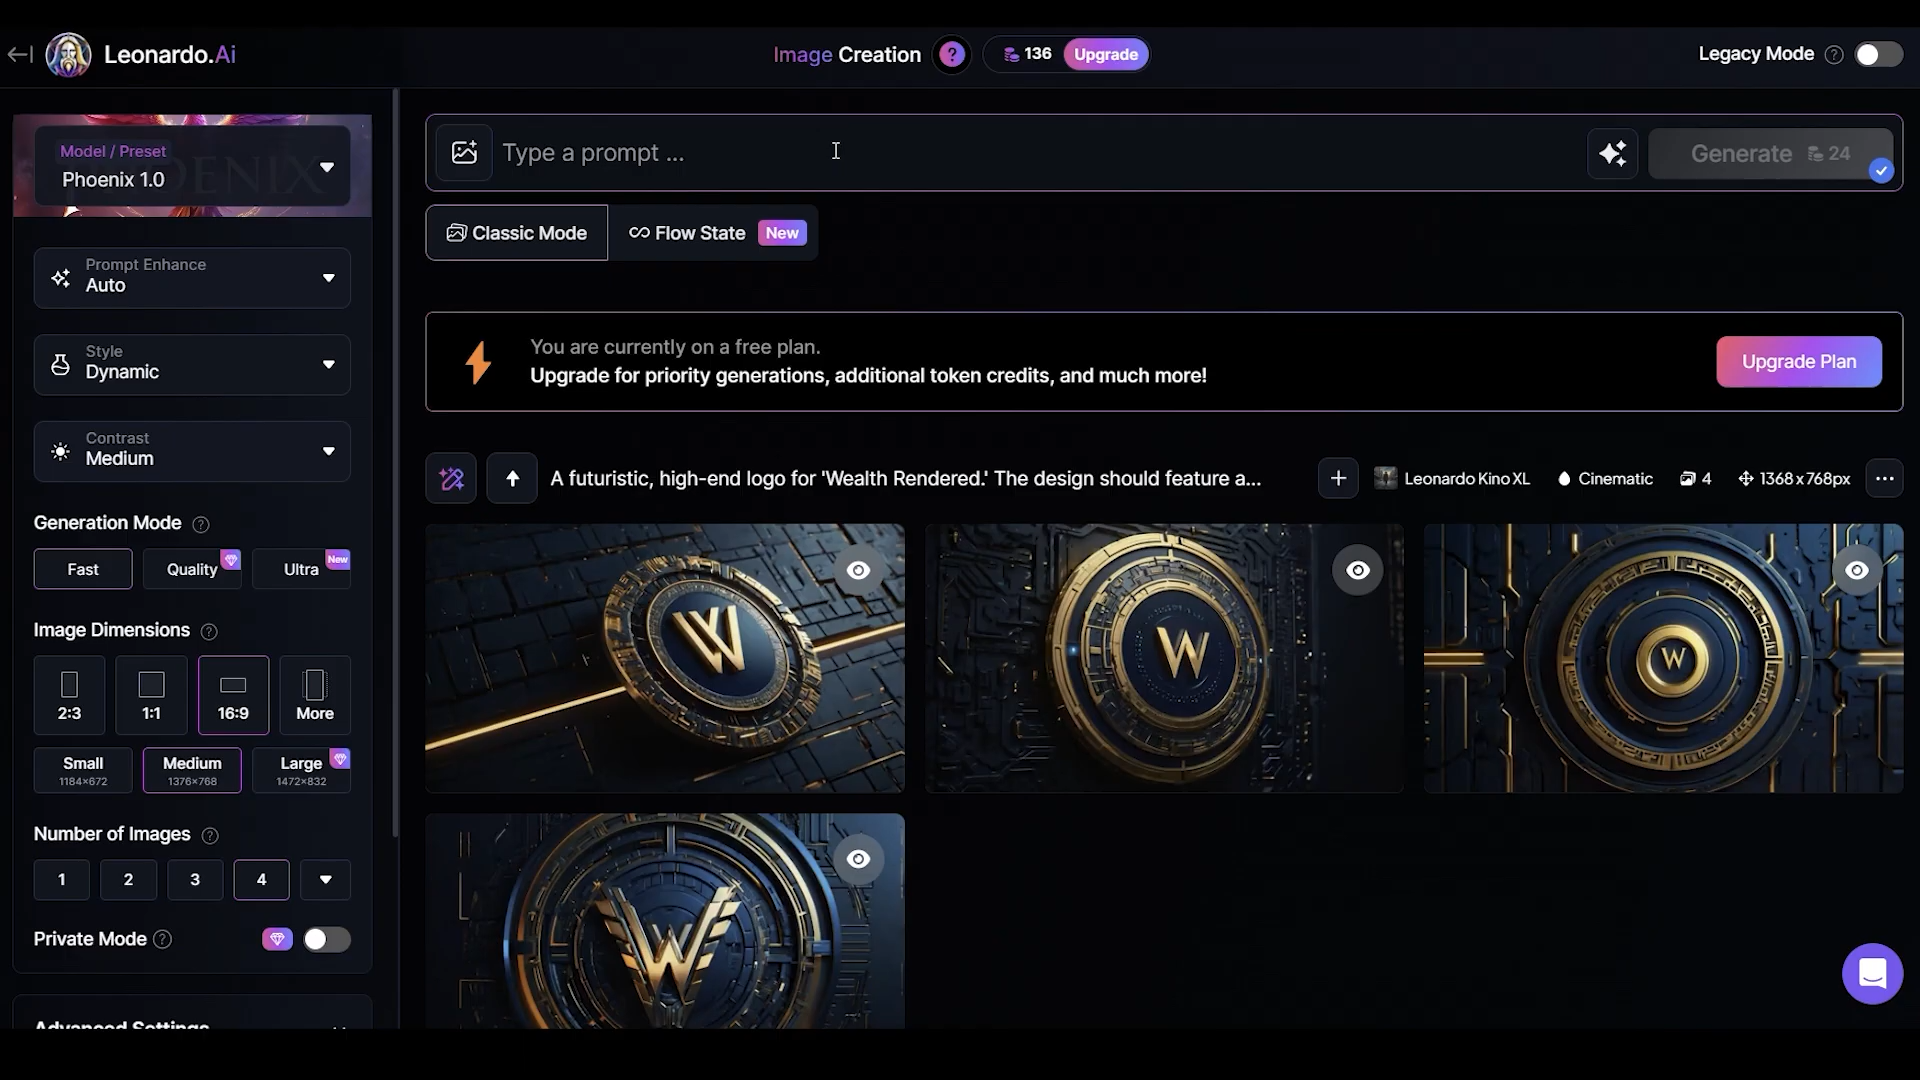 Leonardo.Ai
Image Creation
?
136
Upgrade
Legacy Mode ?
Model / Preset
Phoenix 1.0
Type a prompt ...
Generate 24
Classic Mode
Flow State New
Prompt Enhance
Auto
Style
Dynamic
Contrast
Medium
You are currently on a free plan.
Upgrade for priority generations, additional token credits, and much more!
Upgrade Plan
A futuristic, high-end logo for 'Wealth Rendered.' The design should feature a...
Leonardo Kino XL
Cinematic
4
1368x768px
Generation Mode ?
Fast
Quality
Ultra New
Image Dimensions ?
2:3
1:1
16:9
More
Small
1184×672
Medium
1376×768
Large
1472×832
Number of Images ?
1
2
3
4
Private Mode ?
Advanced Settings
W
W
W
W